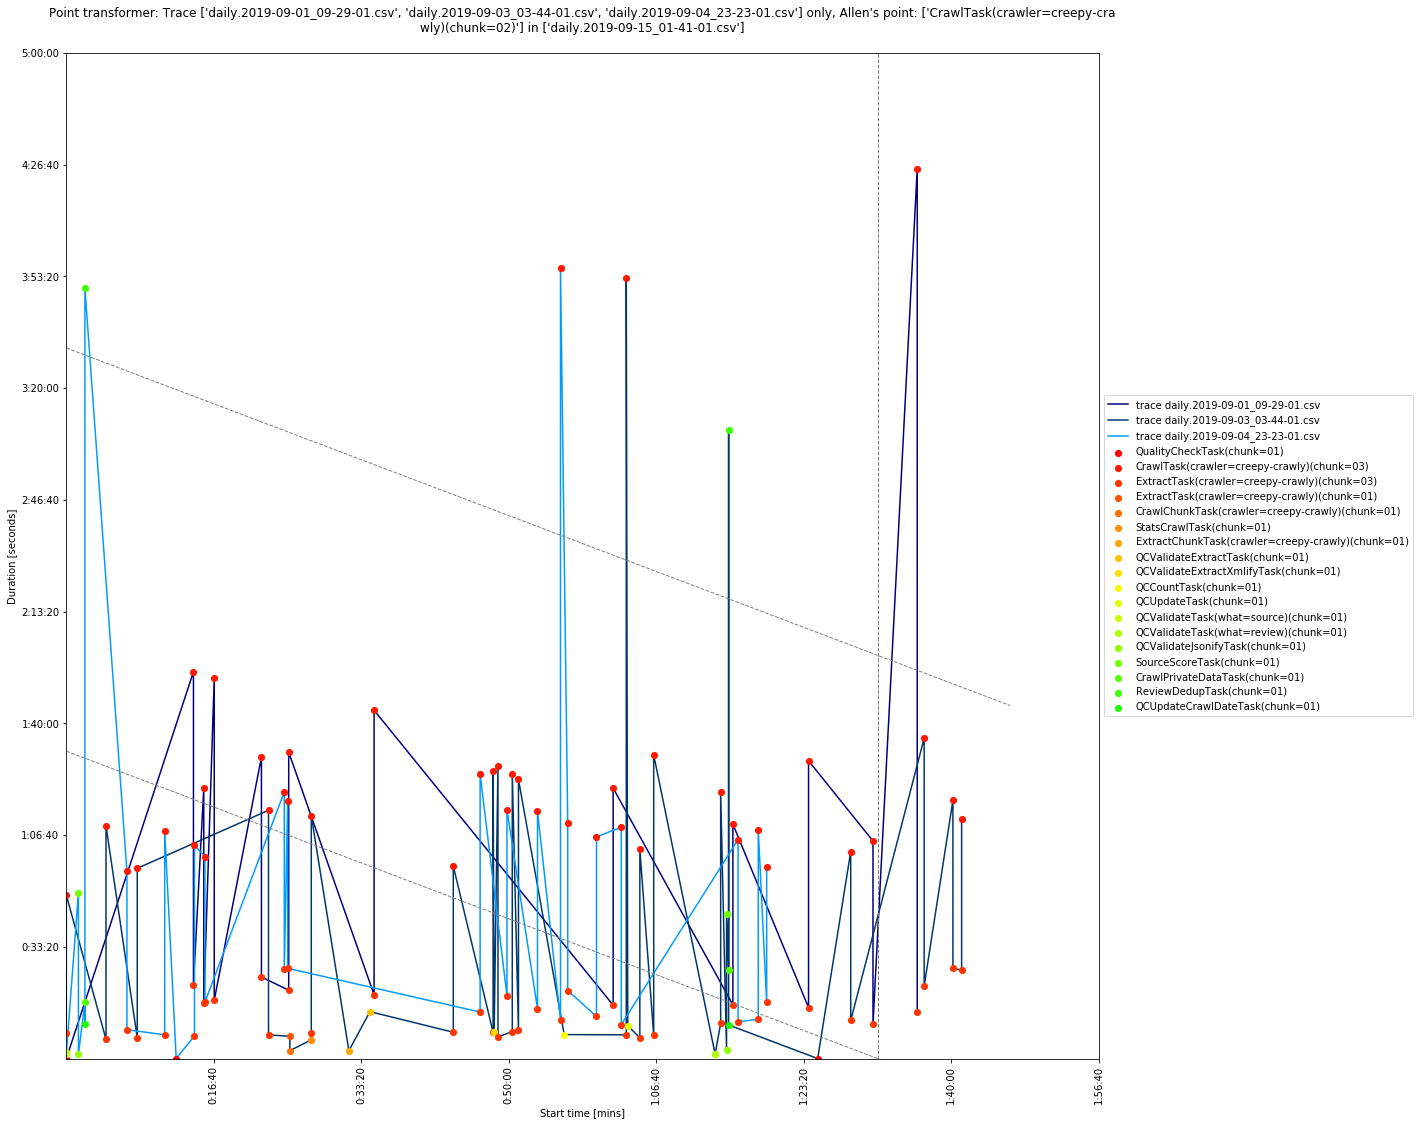 Point transformer: Trace ['daily.2019-09-01_09-29-01.csv', 'daily.2019-09-03_03-44-01.csv', 'daily.2019-09-04_23-23-01.csv'] only, Allen's point: ['CrawlTask(crawler=creepy-cra
wly)(chunk=02)'] in ['daily.2019-09-15_01-41-01.csv']
5:00:00
4:26:40
3:53:20
3:20:00
2:46:40
2:13:20
1:40:00
1:06:40
0:33:20
Duration [seconds]
0:16:40
0:33:20
0:50:00
1:06:40
1:23:20
1:40:00
1:56:40
Start time [mins]
trace daily.2019-09-01_09-29-01.csv
trace daily.2019-09-03_03-44-01.csv
trace daily.2019-09-04_23-23-01.csv
QualityCheckTask(chunk=01)
CrawlTask(crawler=creepy-crawly)(chunk=03)
ExtractTask(crawler=creepy-crawly)(chunk=03)
ExtractTask(crawler=creepy-crawly)(chunk=01)
CrawlChunkTask(crawler=creepy-crawly)(chunk=01)
StatsCrawlTask(chunk=01)
ExtractChunkTask(crawler=creepy-crawly)(chunk=01)
QCValidateExtractTask(chunk=01)
QCValidateExtractXmlifyTask(chunk=01)
QCCountTask(chunk=01)
QCUpdateTask(chunk=01)
QCValidateTask(what=source)(chunk=01)
QCValidateTask(what=review)(chunk=01)
QCValidateJsonifyTask(chunk=01)
SourceScoreTask(chunk=01)
CrawlPrivateDataTask(chunk=01)
ReviewDedupTask(chunk=01)
QCUpdateCrawlDateTask(chunk=01)